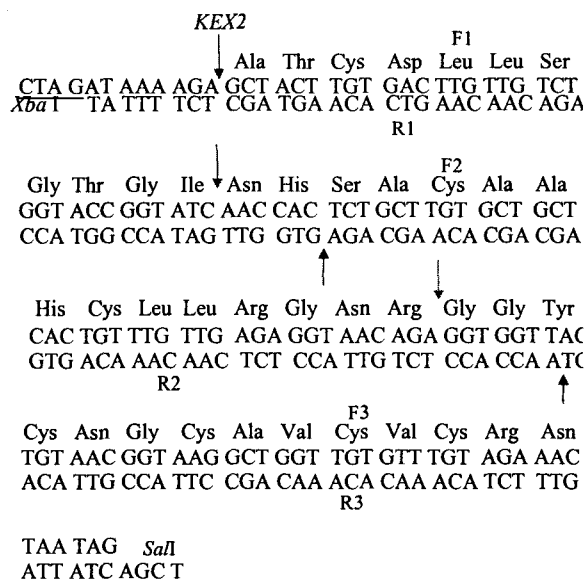 KEX2
F1
Ala Thr Cys Asp Leu Leu Ser
CTAGATAAA AGA GCT ACT TGT GAC TTG TTG TCT
XbaI TA TTT TCT CGA TGA ACA CTG AAC AAC AGA
R1
F2
Gly Thr Gly Ile Asn His Ser Ala Cys Ala Ala
GGT ACC GGT ATC AAC CAC TCT GCT TGT GCT GCT
CCA TGG CCA TAG TTG GTG AGA CGA ACA CGA CGA
His Cys Leu Leu Arg Gly Asn Arg Gly Gly Tyr
CAC TGT TTG TTG AGA GGT AAC AGA GGT GGT TAC
GTG ACA AAC AAC TCT CCA TTG TCT CCA CCA ATG
R2
F3
Cys Asn Gly Cys Ala Val Cys Val Cys Arg Asn
TGT AAC GGT AAG GCT GGT TGT GTT TGT AGA AAC
ACA TTG CCA TTC CGA CAA ACA CAA ACA TCT TTG
R3
TAA TAG SalI
ATT ATC AGC T